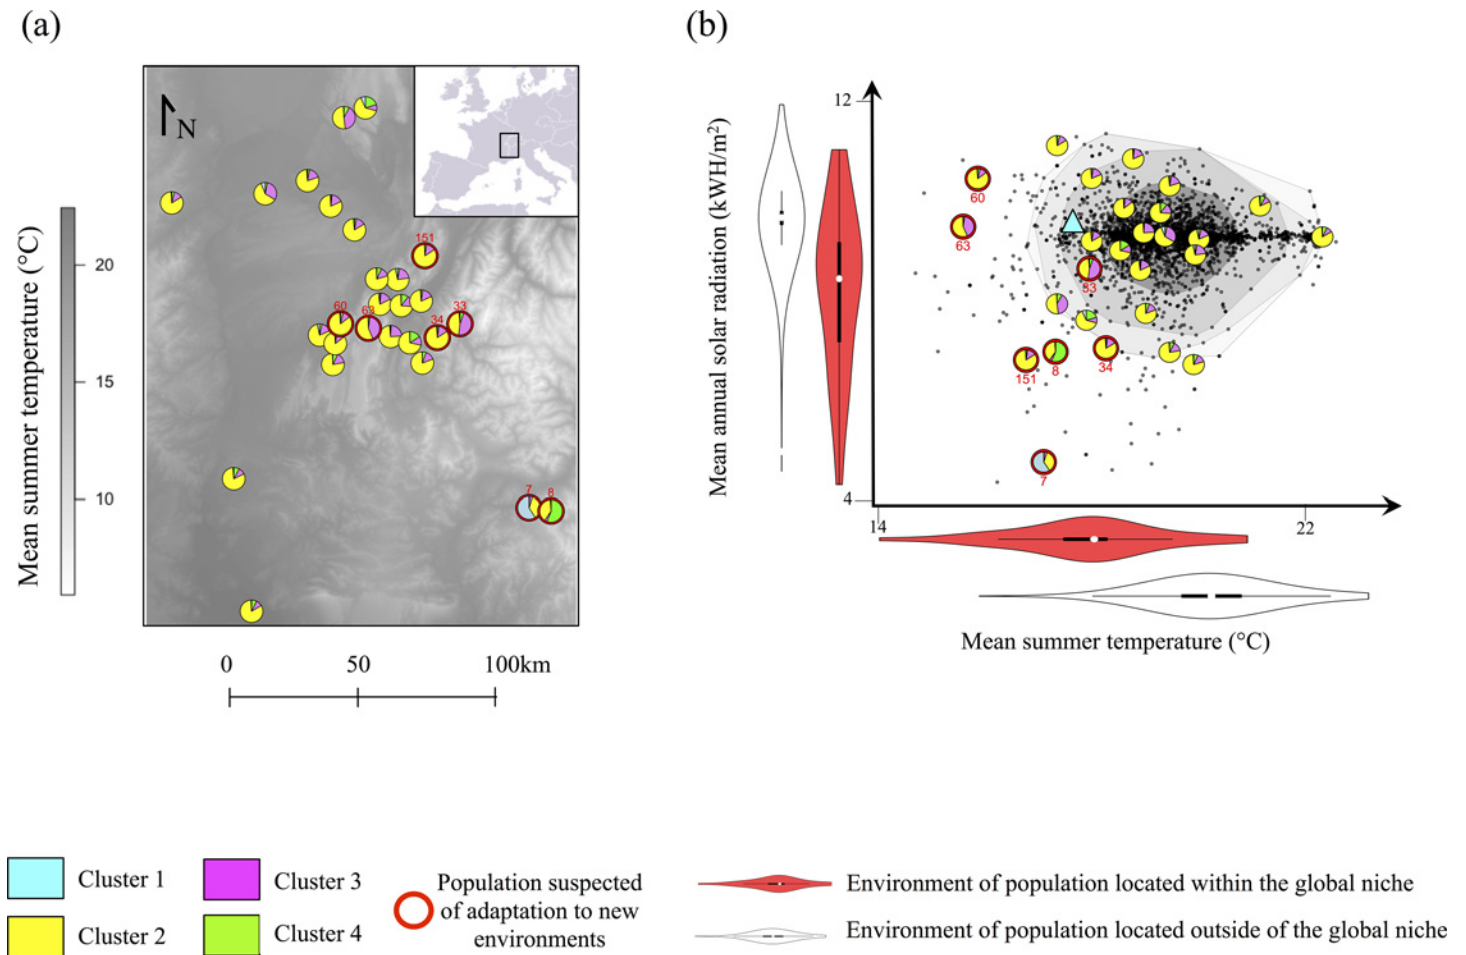 (a)
(b)
N
Mean summer temperature (°C)
20
15
10
151
60
63
33
34
7
8
0
50
100km
Mean annual solar radiation (kWH/m²)
12
4
60
63
33
151
8
34
7
14
22
Mean summer temperature (°C)
Cluster 1
Cluster 2
Cluster 3
Cluster 4
Population suspected
of adaptation to new
environments
Environment of population located within the global niche
Environment of population located outside of the global niche